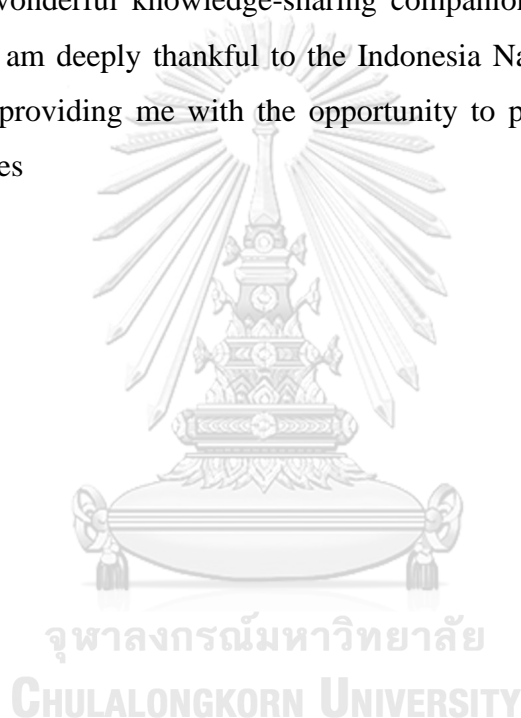 wonderful knowledge-sharing companion
am deeply thankful to the Indonesia Na
providing me with the opportunity to p
es
จุฬาลงกรณ์มหาวิทยาลัย
CHULALONGKORN UNIVERSITY